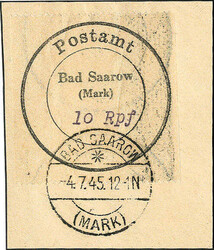 Postamt
Bad Saarow
(Mark)
10 Rpf
BAD SAAROW
-4.7.45.12-1N
(MARK)